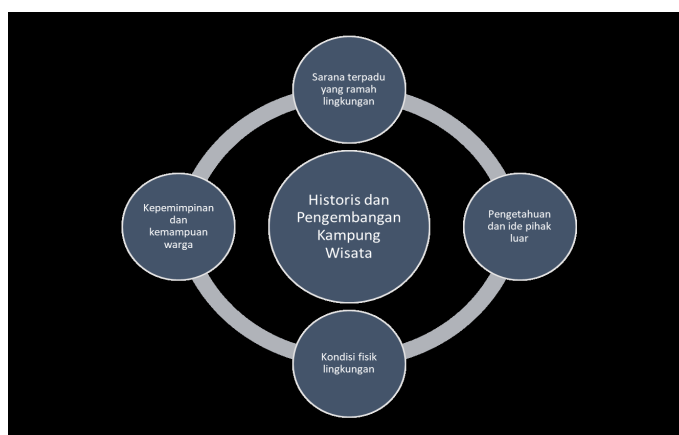 Sarana terpadu
yang ramah
lingkungan
Kepemimpinan
dan
kemampuan
warga
Historis dan
Pengembangan
Kampung
Wisata
Pengetahuan
dan ide pihak
luar
Kondisi fisik
lingkungan